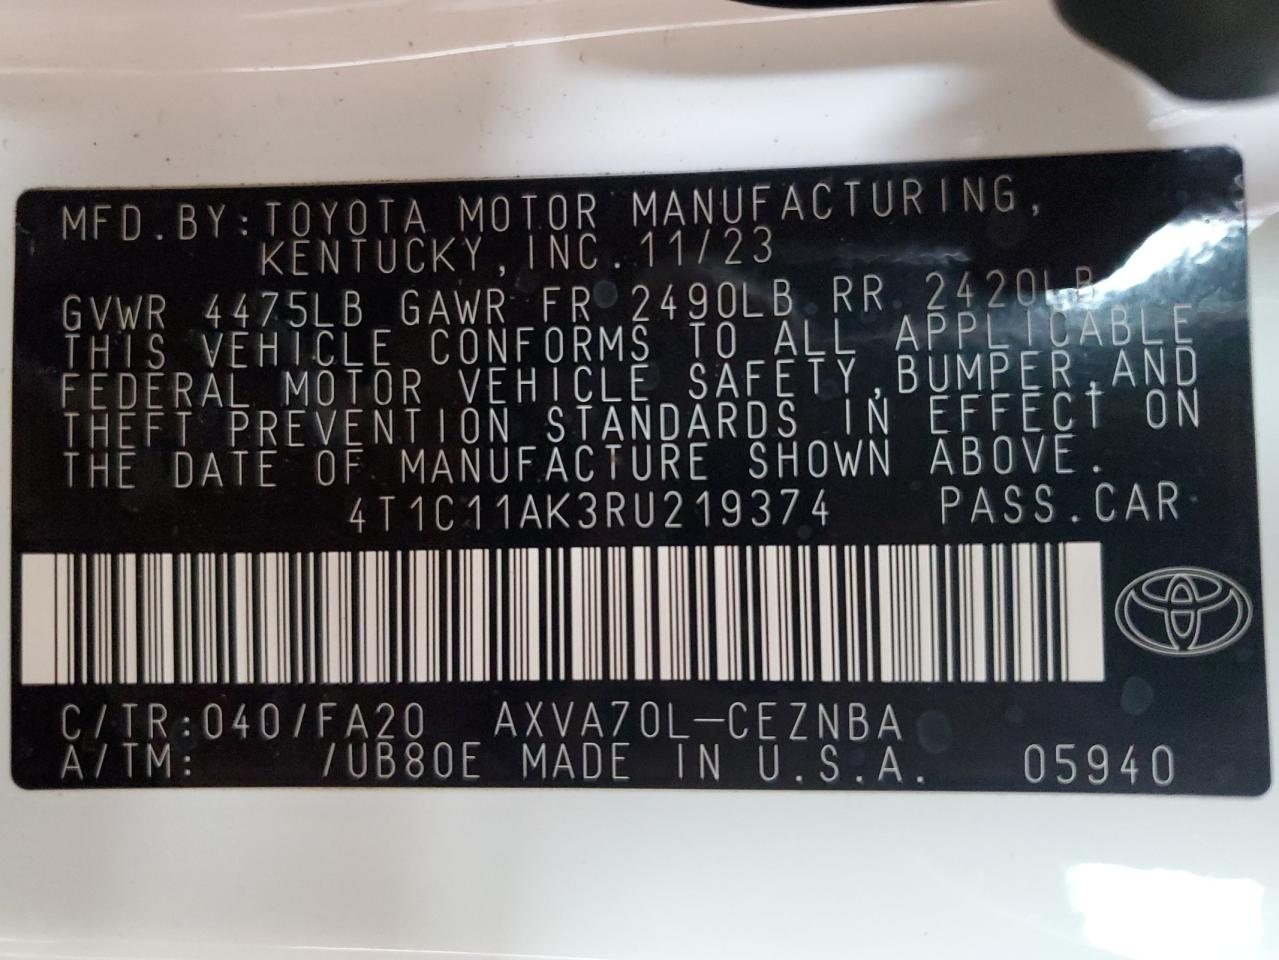 MFD.BY:TOYOTA MOTOR MANUFACTURING,
KENTUCKY,INC.11/23
GVWR 4475LB GAWR FR 2490LB RR 2420LB
THIS VEHICLE CONFORMS TO ALL APPLICABLE
FEDERAL MOTOR VEHICLE SAFETY,BUMPER,AND
THEFT PREVENTION STANDARDS IN EFFECT ON
THE DATE OF MANUFACTURE SHOWN ABOVE.
4T1C11AK3RU219374 PASS.CAR
C/TR:040/FA20 AXVA70L-CEZNBA
A/TM: /UB80E MADE IN U.S.A. 05940